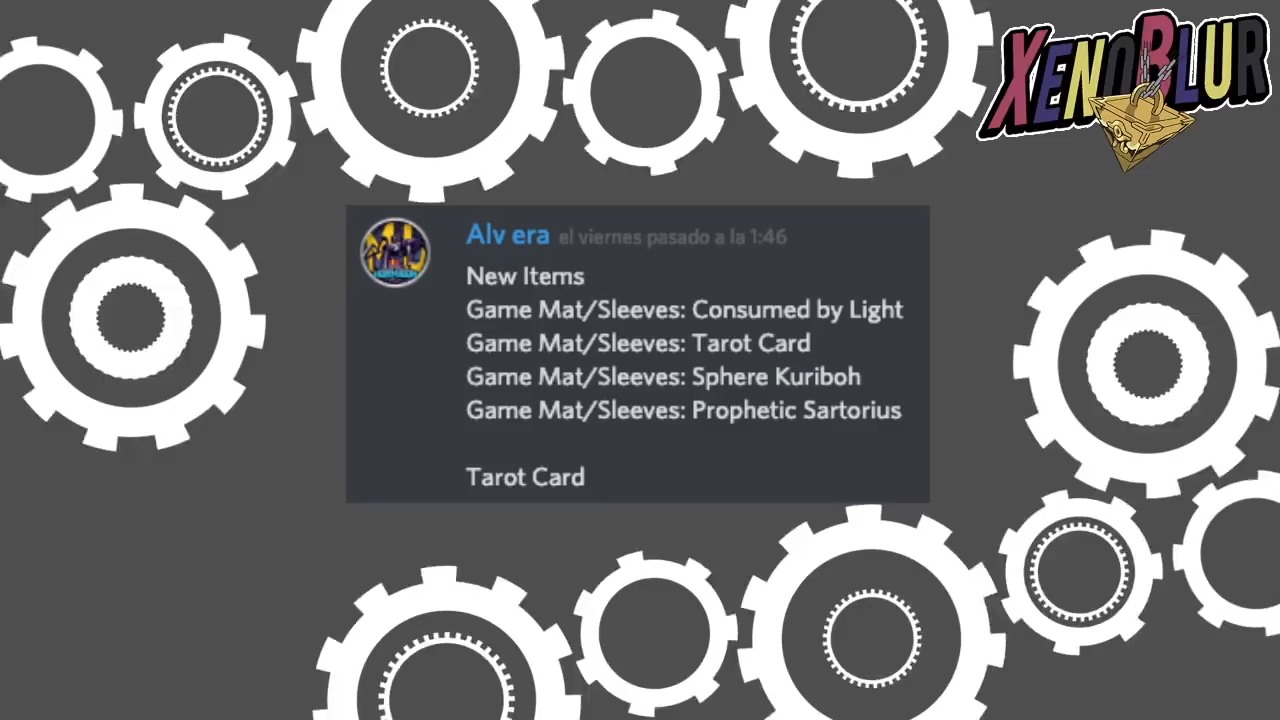 XENOBLUR
Alv era el viernes pasado a la 1:46
New Items
Game Mat/Sleeves: Consumed by Light
Game Mat/Sleeves: Tarot Card
Game Mat/Sleeves: Sphere Kuriboh
Game Mat/Sleeves: Prophetic Sartorius
Tarot Card